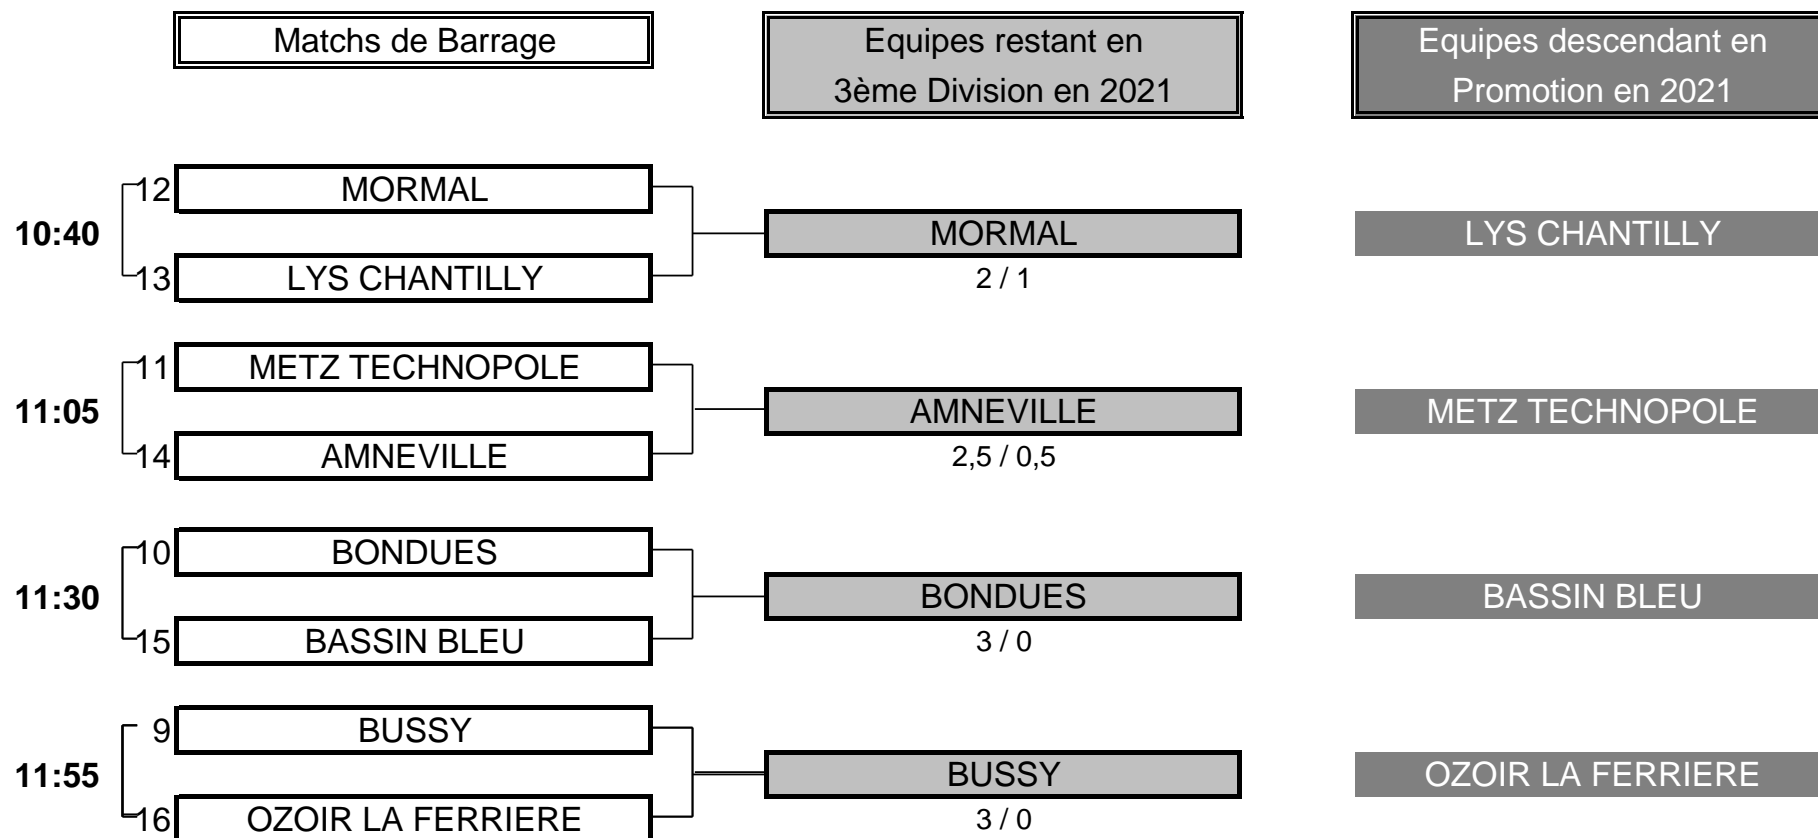 Matchs de Barrage
Equipes restant en
3ème Division en 2021
Equipes descendant en
Promotion en 2021
12 MORMAL
10:40 MORMAL LYS CHANTILLY
13 LYS CHANTILLY 2 / 1
11 METZ TECHNOPOLE
11:05 AMNEVILLE METZ TECHNOPOLE
14 AMNEVILLE 2,5 / 0,5
10 BONDUES
11:30 BONDUES BASSIN BLEU
15 BASSIN BLEU 3 / 0
9 BUSSY
11:55 BUSSY OZOIR LA FERRIERE
16 OZOIR LA FERRIERE 3 / 0